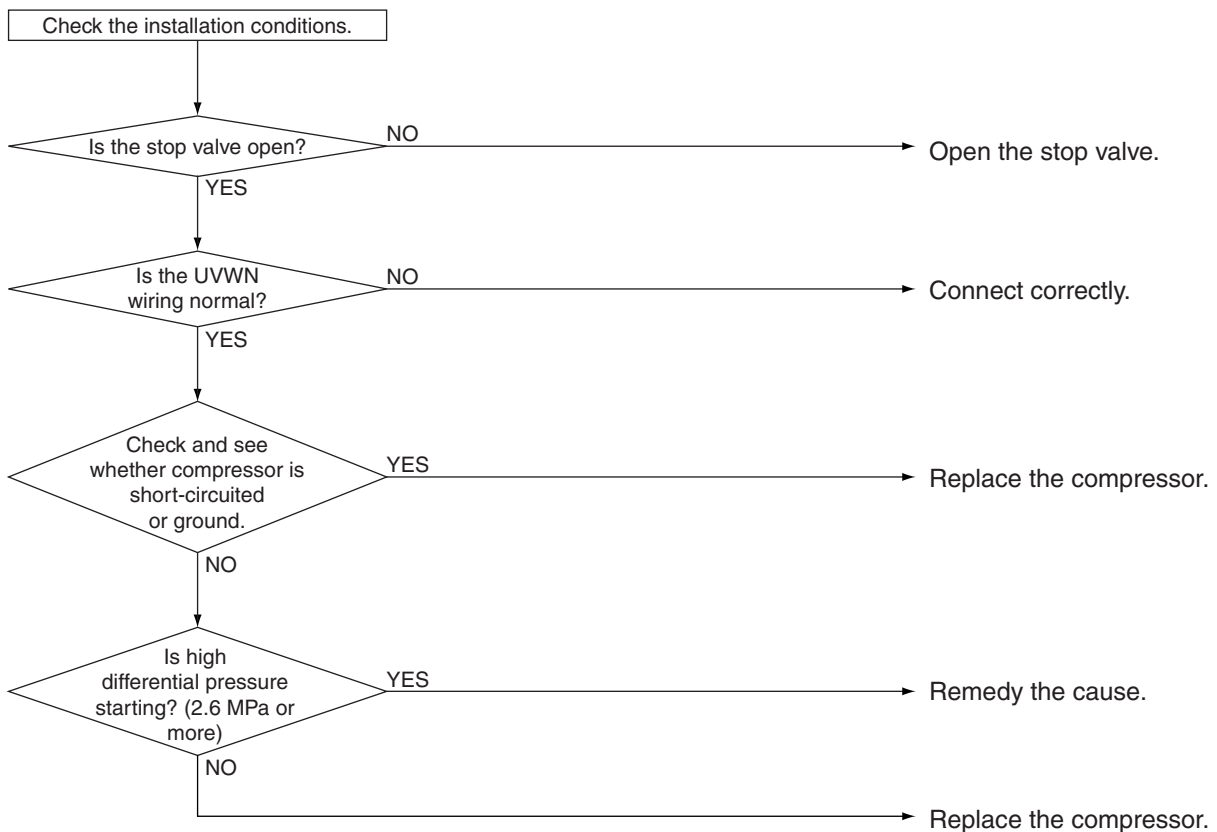 Check the installation conditions.
Is the stop valve open?
NO
Open the stop valve.
YES
Is the UVWN
wiring normal?
NO
Connect correctly.
YES
Check and see
whether compressor is
short-circuited
or ground.
YES
Replace the compressor.
NO
Is high
differential pressure
starting? (2.6 MPa or
more)
YES
Remedy the cause.
NO
Replace the compressor.